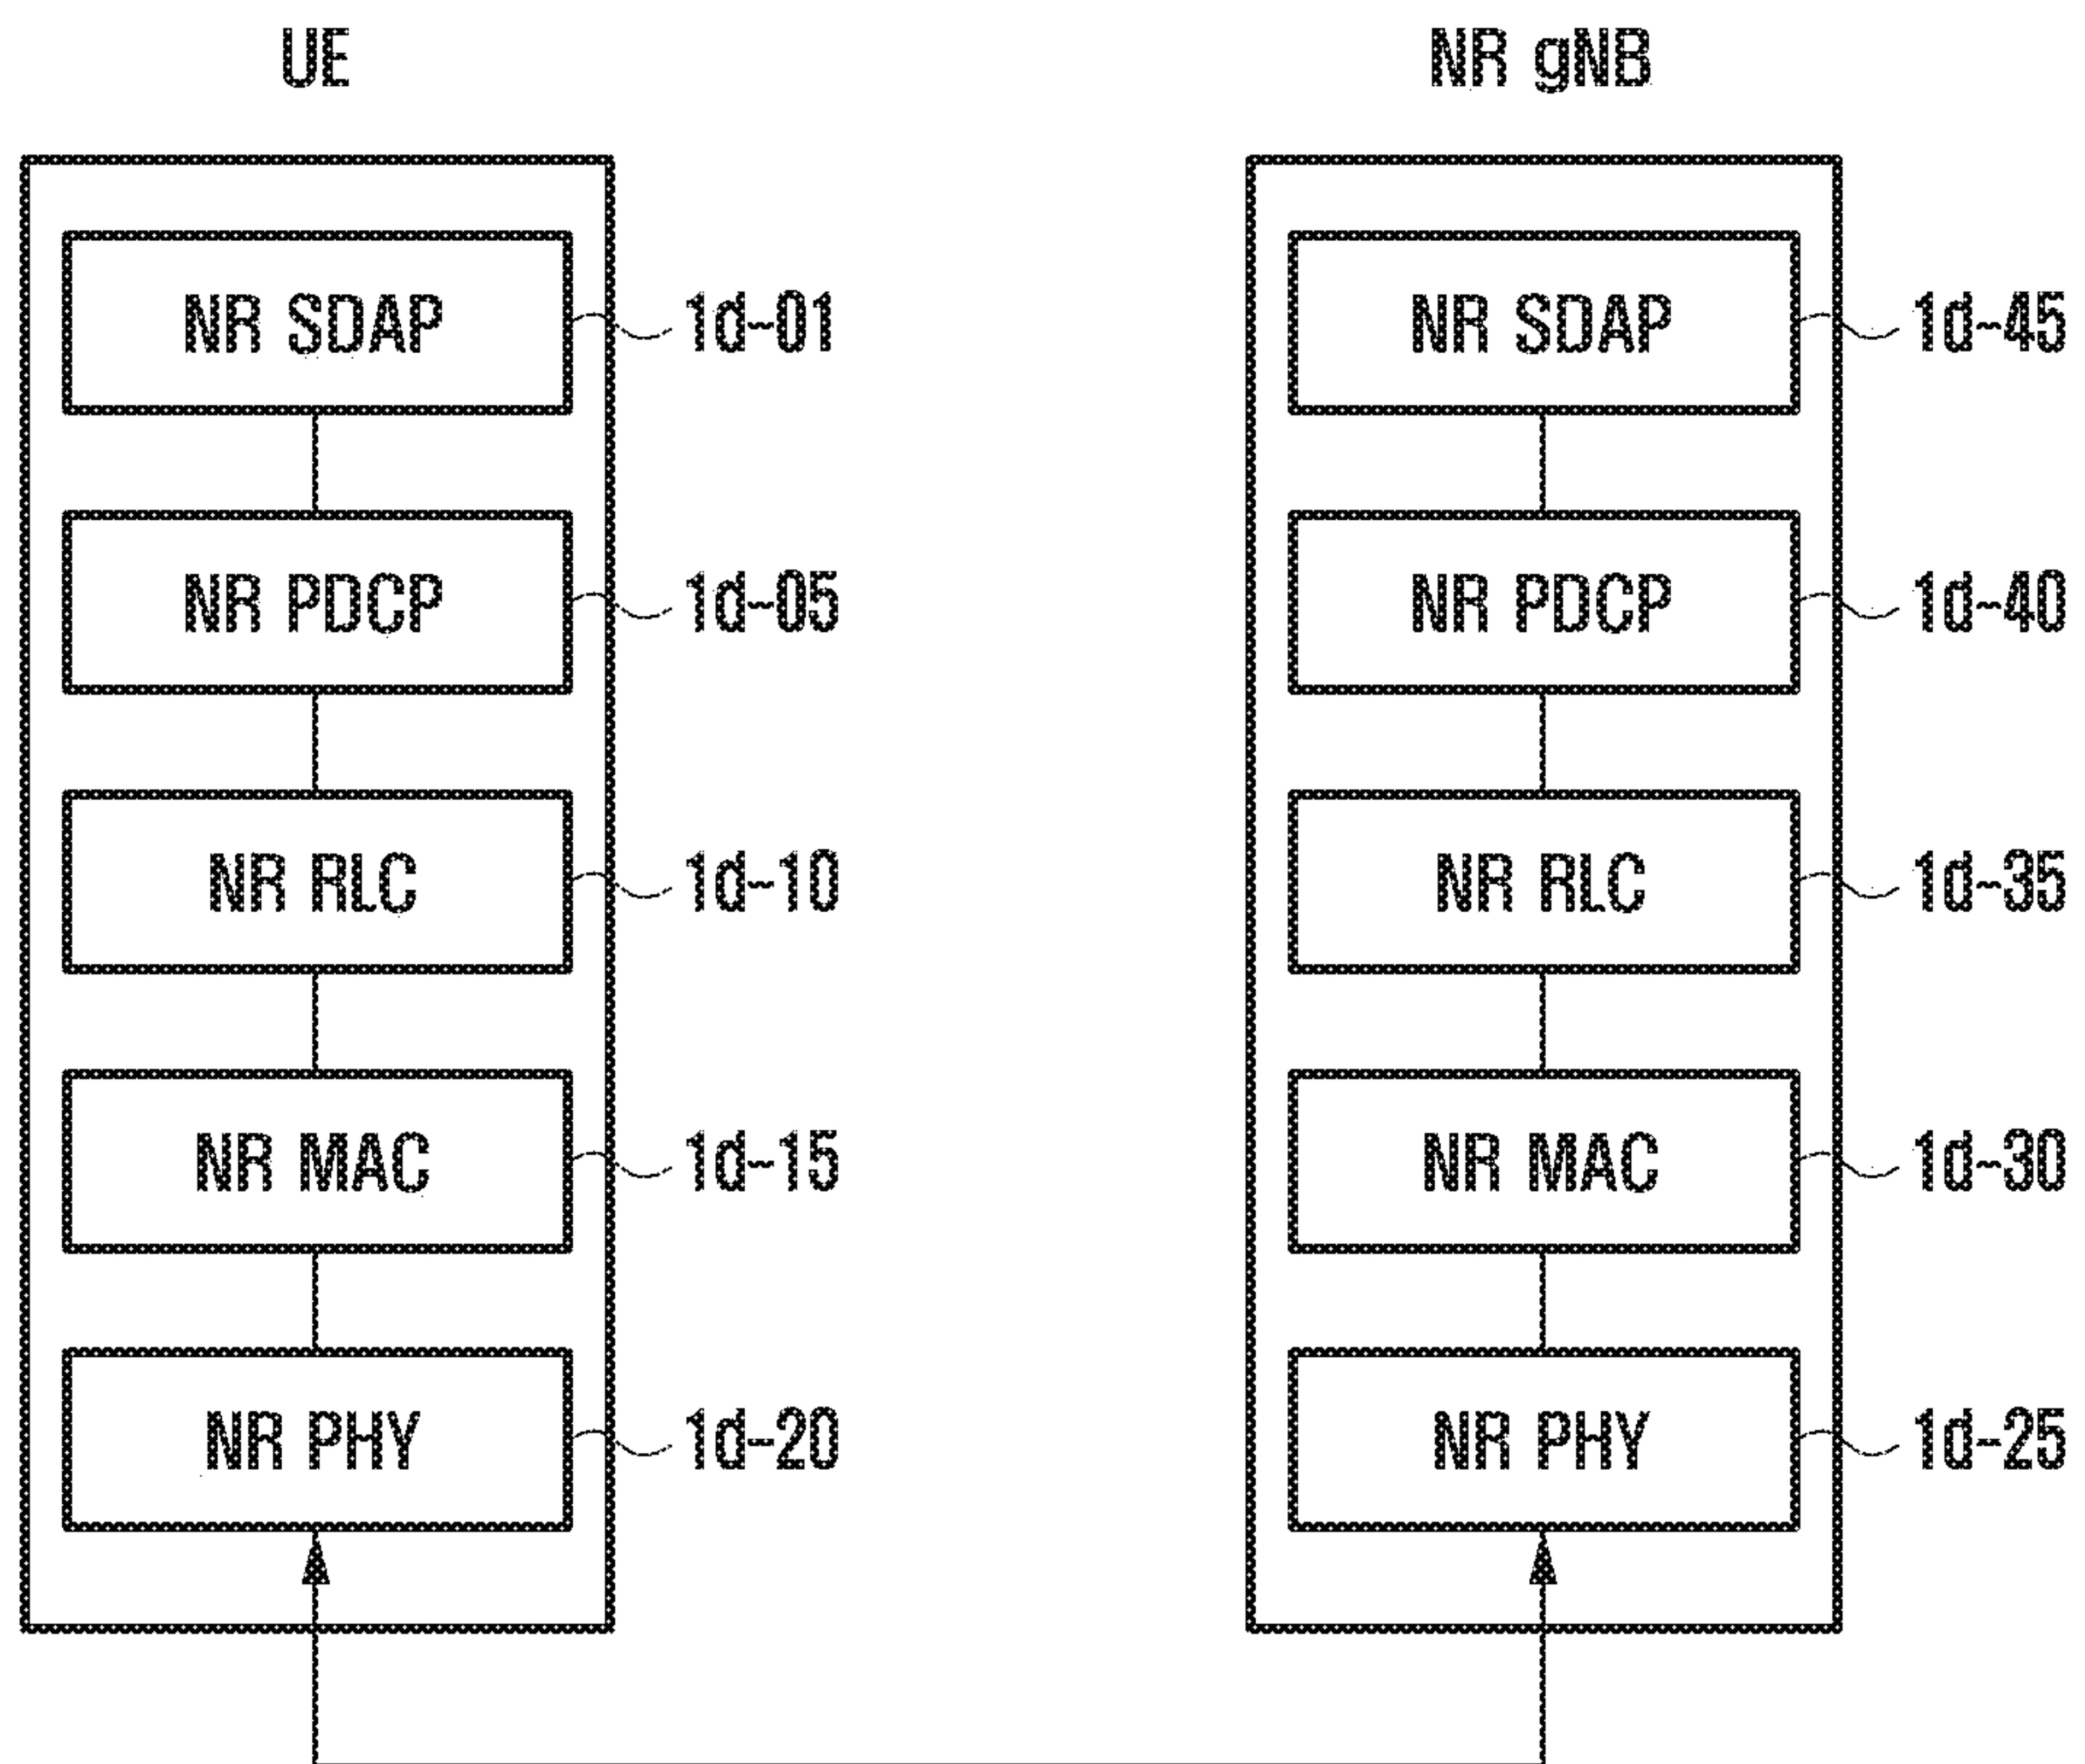 UE NR gNB
NR SDAP 1d-01 NR SDAP 1d-45
NR PDCP 1d-05 NR PDCP 1d-40
NR RLC 1d-10 NR RLC 1d-35
NR MAC 1d-15 NR MAC 1d-30
NR PHY 1d-20 NR PHY 1d-25